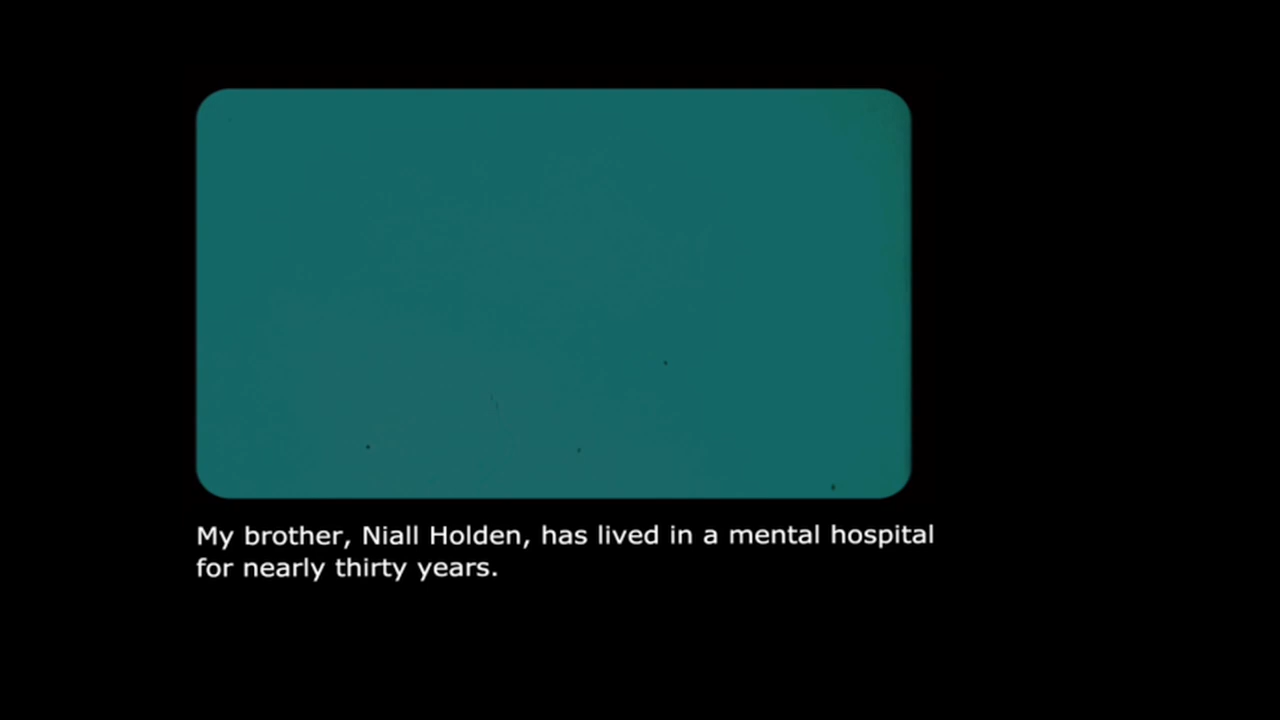 My brother, Niall Holden, has lived in a mental hospital
for nearly thirty years.